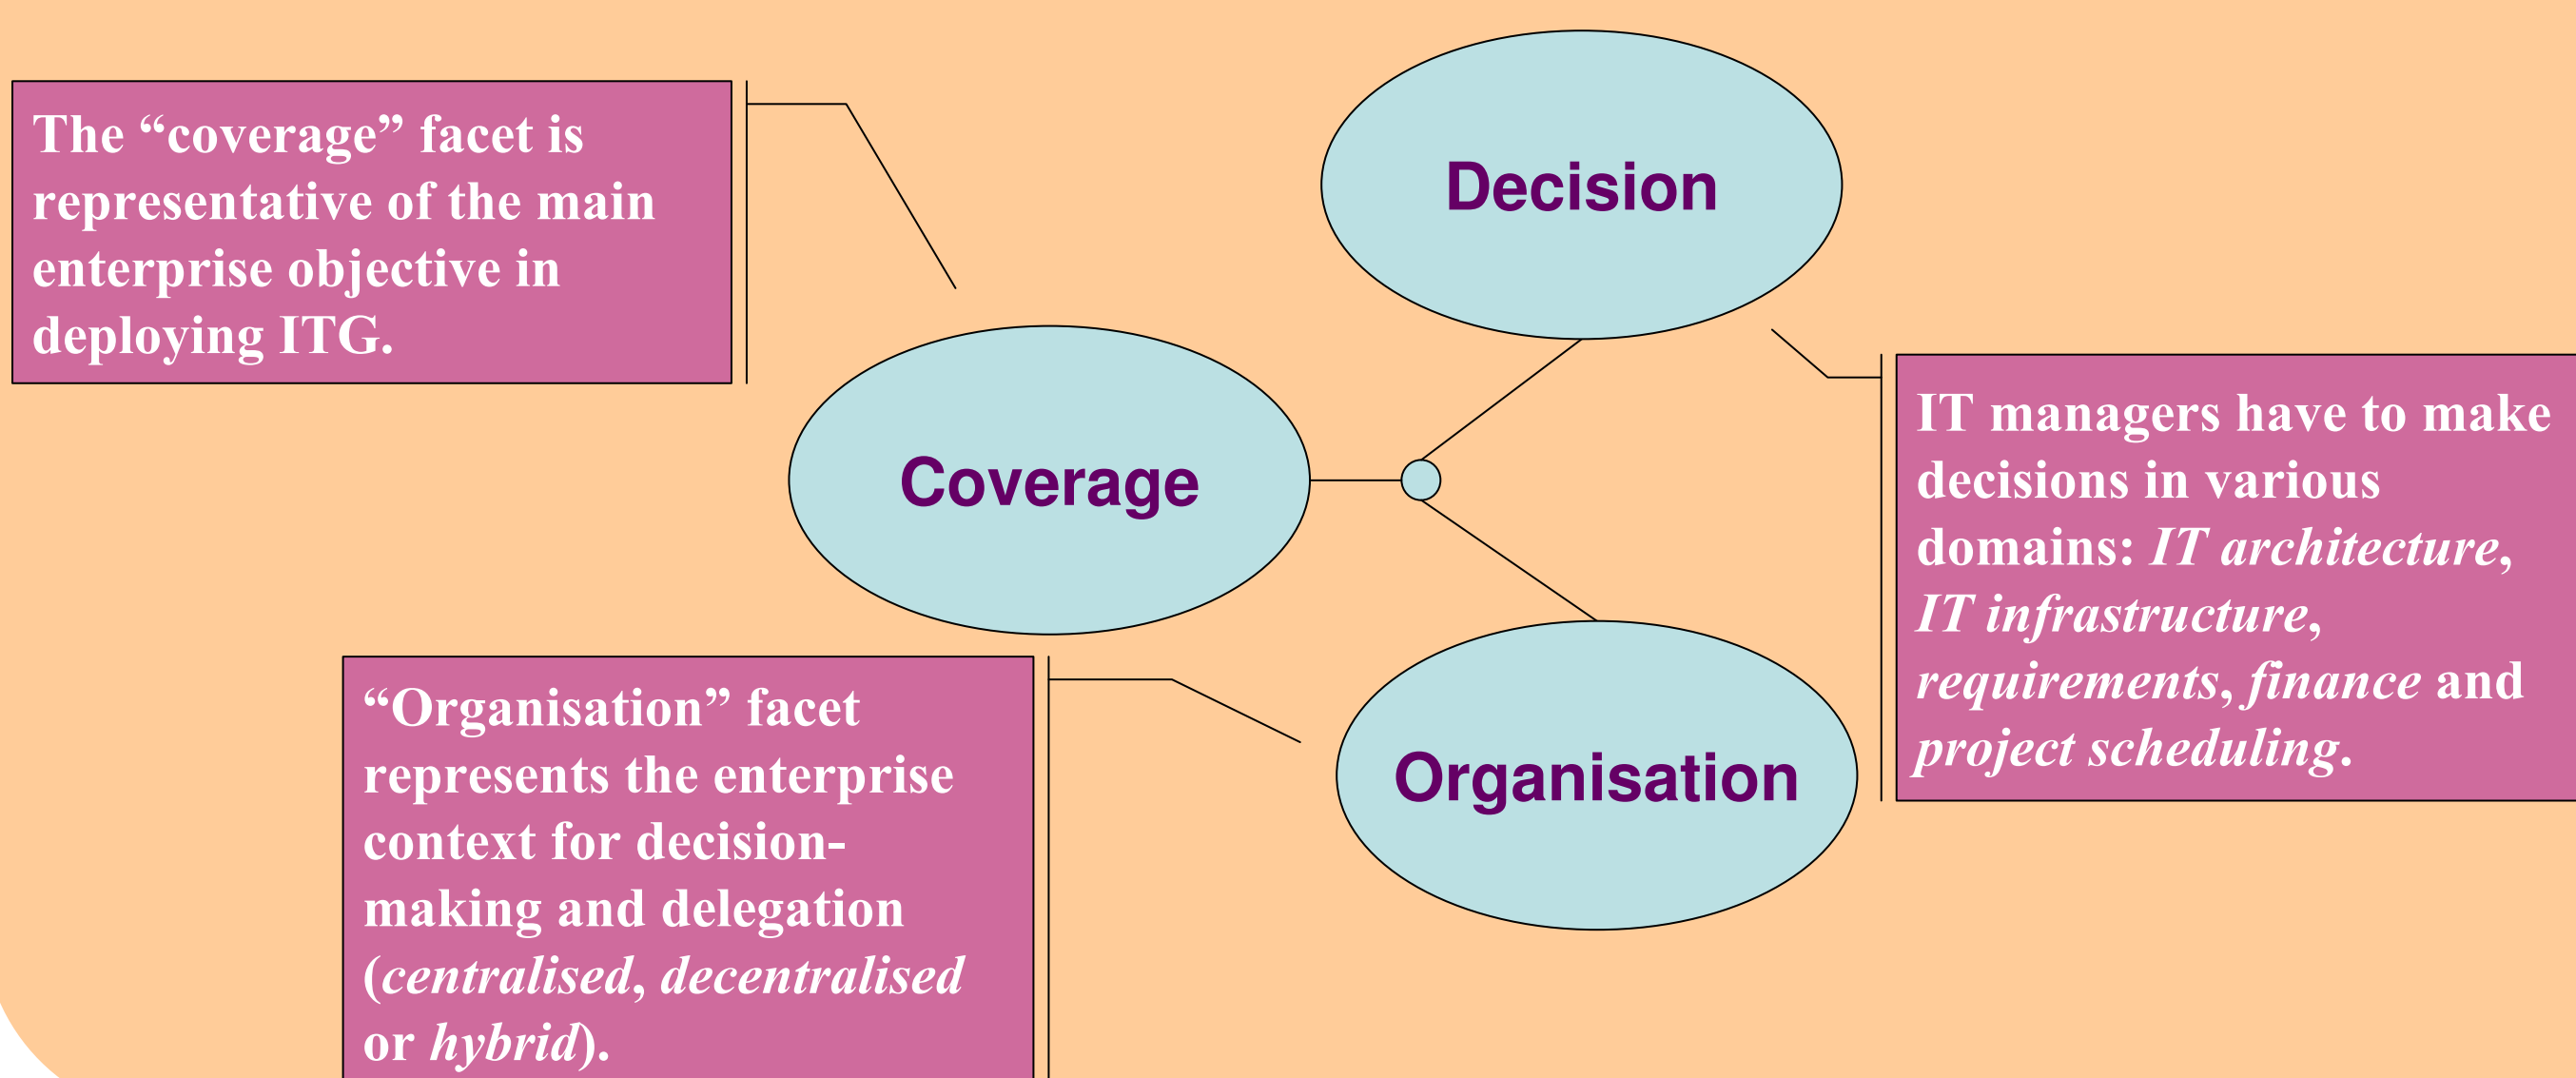 The “coverage” facet is
representative of the main
enterprise objective in
deploying ITG.
Decision
Coverage
IT managers have to make
decisions in various
domains: IT architecture,
IT infrastructure,
requirements, finance and
project scheduling.
“Organisation” facet
represents the enterprise
context for decision-
making and delegation
(centralised, decentralised
or hybrid).
Organisation